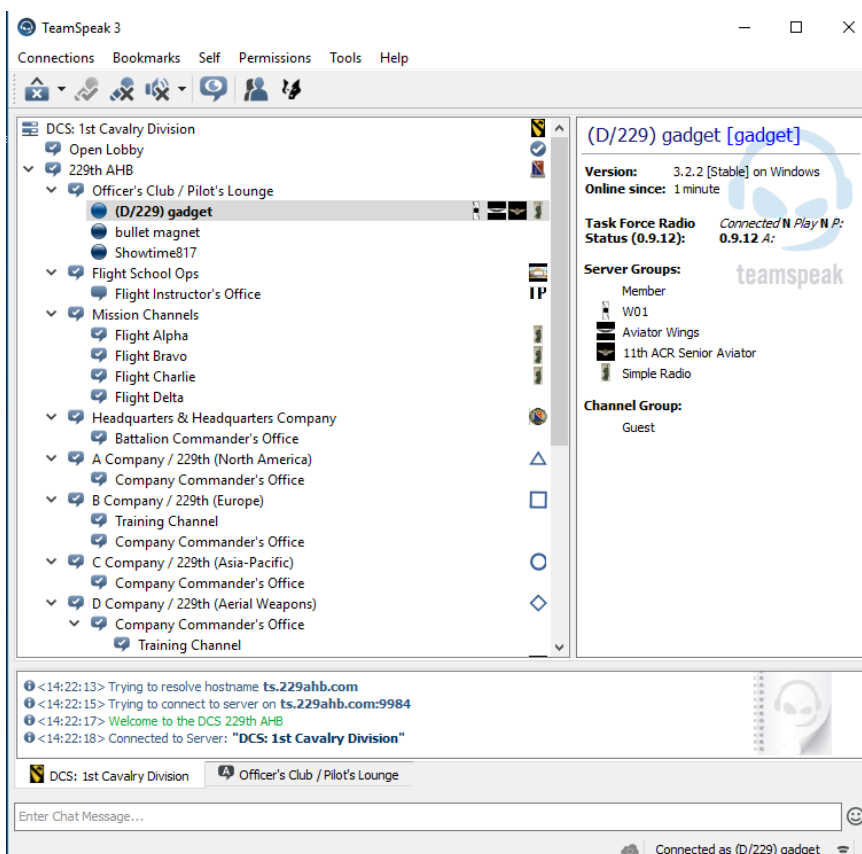 TeamSpeak 3
Connections Bookmarks Self Permissions Tools Help
DCS: 1st Cavalry Division
Open Lobby
229th AHB
Officer's Club / Pilot's Lounge
(D/229) gadget
bullet magnet
Showtime817
Flight School Ops
Flight Instructor's Office
IP
Mission Channels
Flight Alpha
Flight Bravo
Flight Charlie
Flight Delta
Headquarters & Headquarters Company
Battalion Commander's Office
A Company / 229th (North America)
Company Commander's Office
B Company / 229th (Europe)
Training Channel
Company Commander's Office
C Company / 229th (Asia-Pacific)
Company Commander's Office
D Company / 229th (Aerial Weapons)
Company Commander's Office
Training Channel
(D/229) gadget [gadget]
Version: 3.2.2 [Stable] on Windows
Online since: 1 minute
Task Force Radio Connected N Play N P:
Status (0.9.12): 0.9.12 A:
teamspeak
Server Groups:
Member
W01
Aviator Wings
11th ACR Senior Aviator
Simple Radio
Channel Group:
Guest
<14:22:13> Trying to resolve hostname ts.229ahb.com
<14:22:15> Trying to connect to server on ts.229ahb.com:9984
<14:22:17> Welcome to the DCS 229th AHB
<14:22:18> Connected to Server: "DCS: 1st Cavalry Division"
DCS: 1st Cavalry Division
A Officer's Club / Pilot's Lounge
Enter Chat Message...
Connected as (D/229) gadget